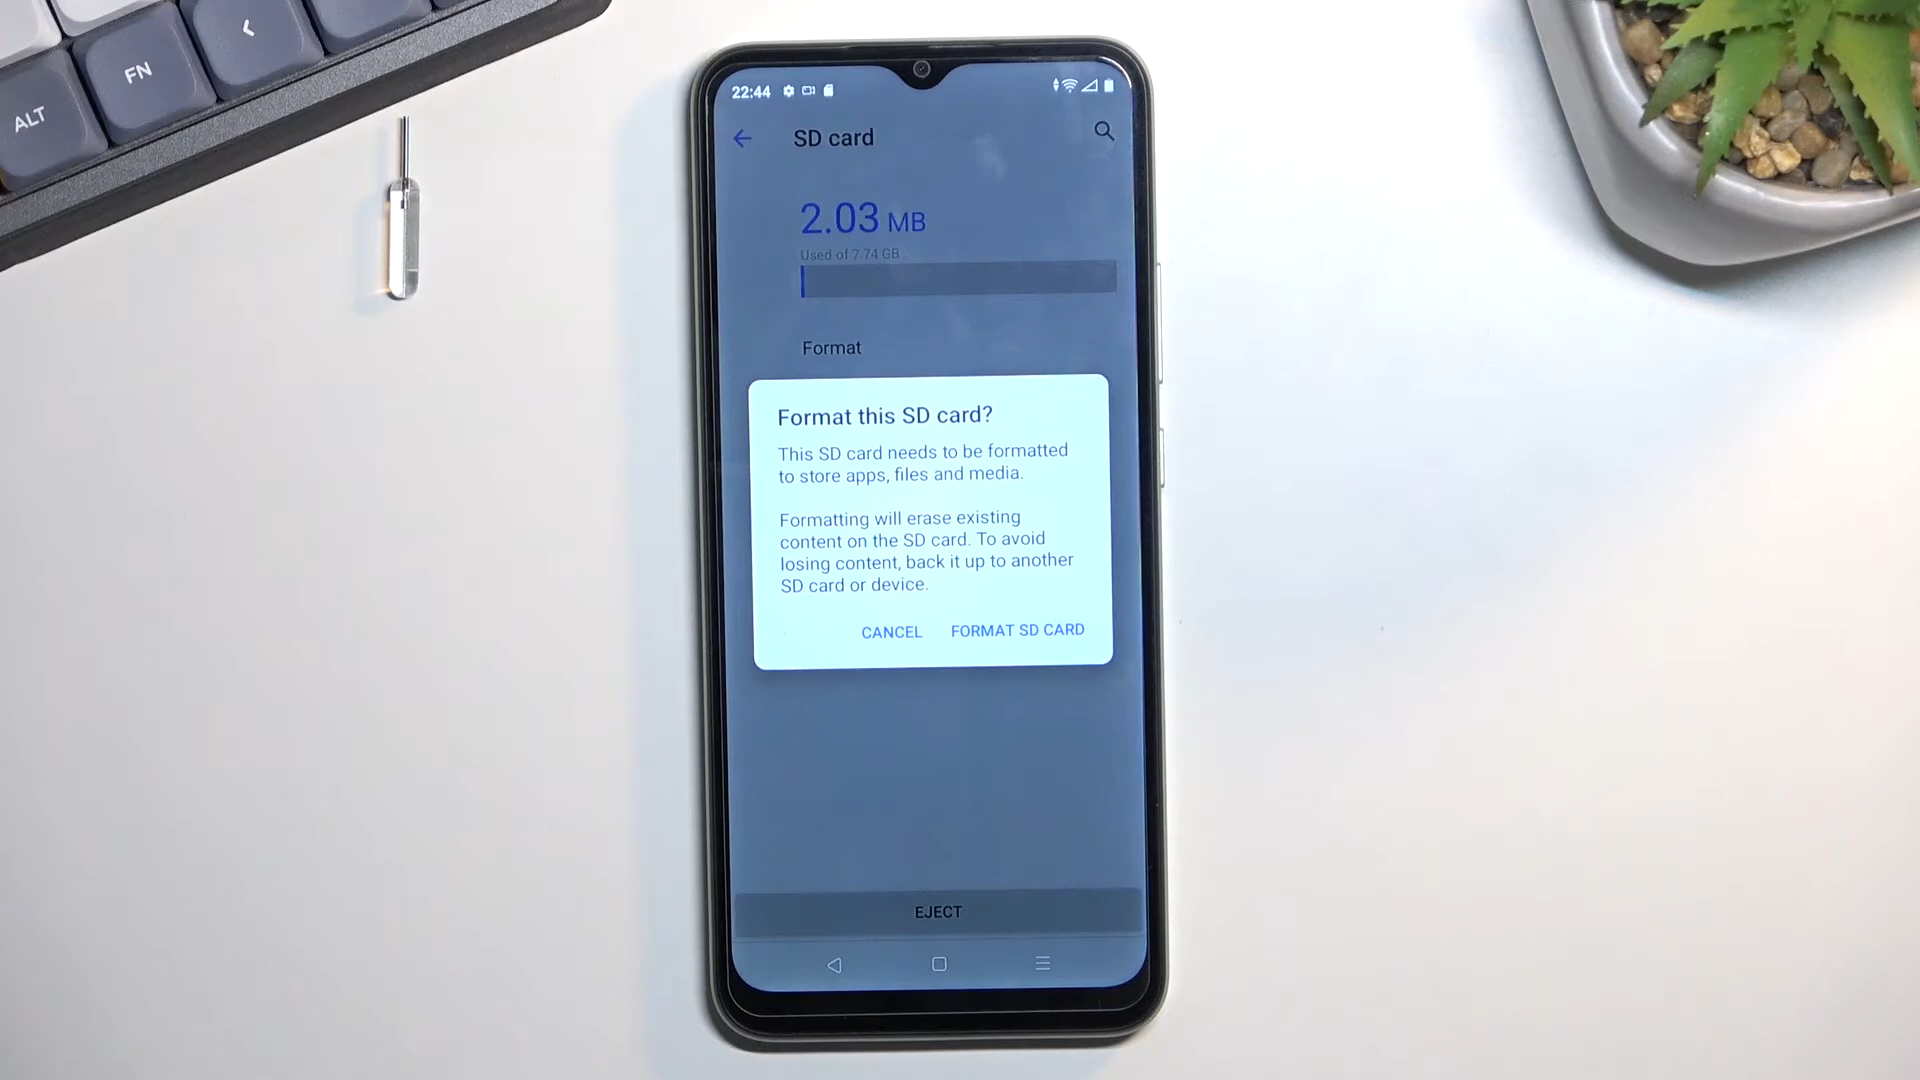 ALT
FN
<
22:44
SD card
2.03 MB
Used of 7.74 GB
Format
Format this SD card?
This SD card needs to be formatted
to store apps, files and media.
Formatting will erase existing
content on the SD card. To avoid
losing content, back it up to another
SD card or device.
CANCEL FORMAT SD CARD
EJECT